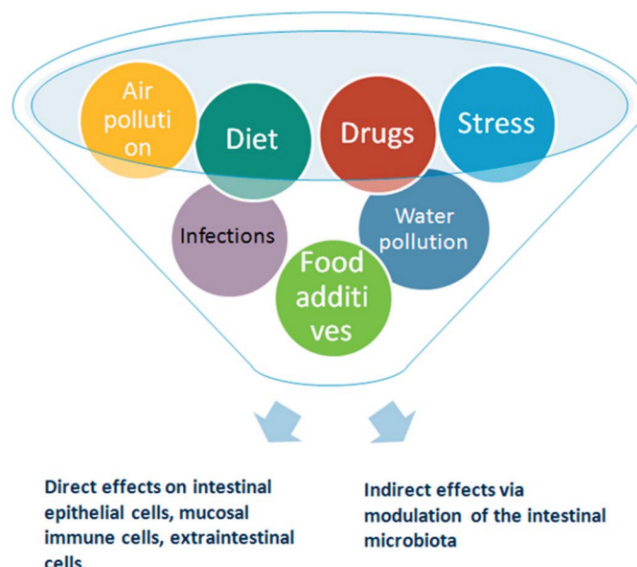 Air
polluti
on
Diet
Drugs
Stress
Infections
Water
pollution
Food
additi
ves
Direct effects on intestinal
epithelial cells, mucosal
immune cells, extraintestinal
cells
Indirect effects via
modulation of the intestinal
microbiota